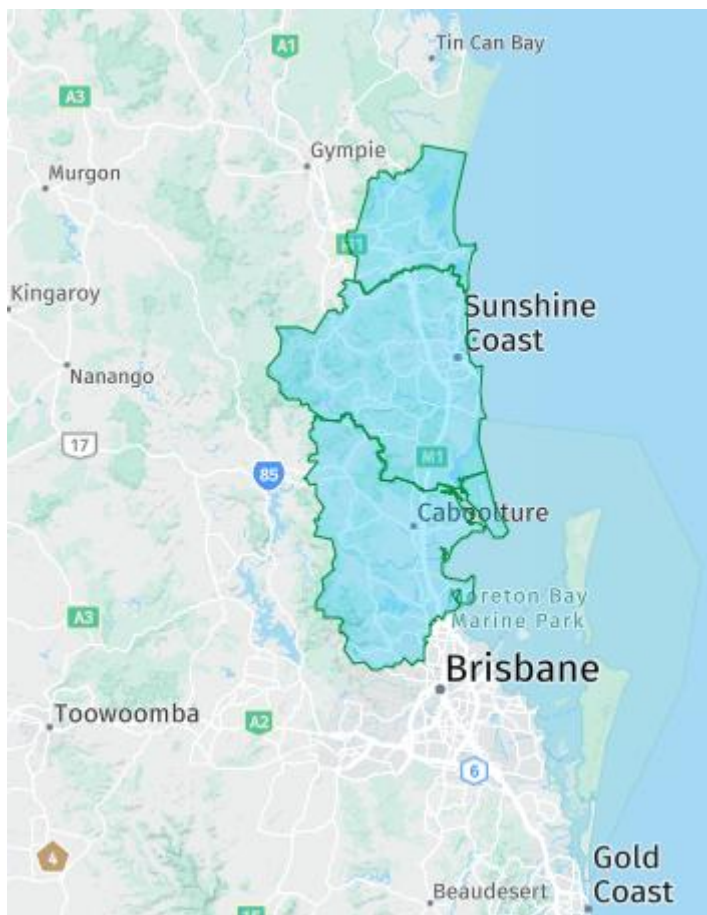 A1
Tin Can Bay
A3
Gympie
Murgon
M1
Kingaroy
Sunshine
Coast
Nanango
17
M1
85
Caboolture
A3
Moreton Bay
Marine Park
Brisbane
Toowoomba
A2
6
4
Gold
Coast
Beaudesert